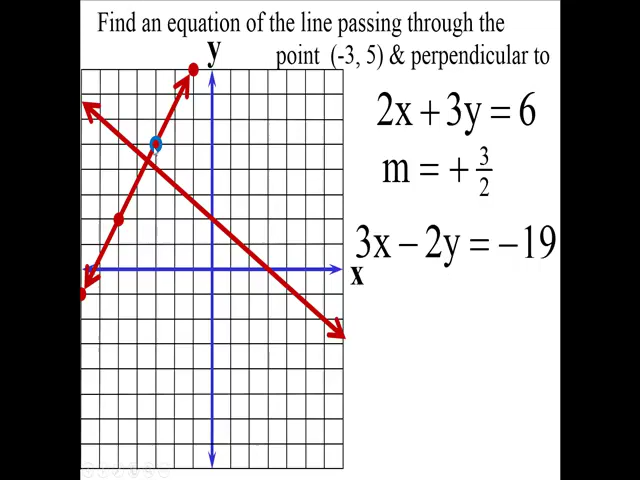 Find an equation of the line passing through the
point (-3, 5) & perpendicular to
y
2x + 3y = 6
m = + 3/2
3x − 2y = −19
x